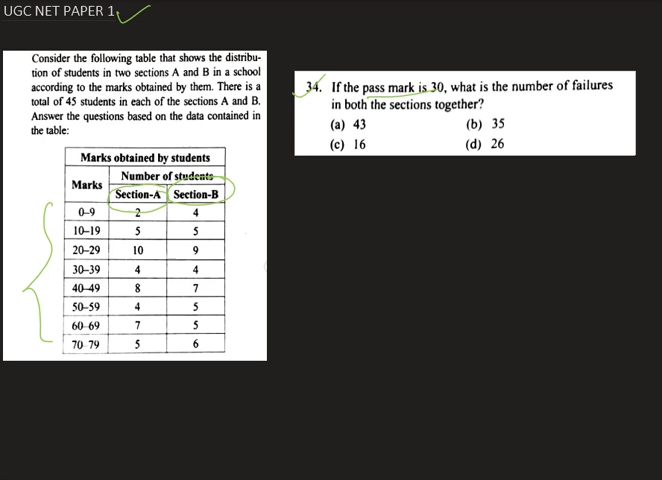 UGC NET PAPER 1
Consider the following table that shows the distribu-
tion of students in two sections A and B in a school
according to the marks obtained by them. There is a
total of 45 students in each of the sections A and B.
Answer the questions based on the data contained in
the table:
Marks obtained by students
Marks Number of students
Section-A Section-B
0–9 2 4
10–19 5 5
20–29 10 9
30–39 4 4
40–49 8 7
50–59 4 5
60–69 7 5
70–79 5 6
34. If the pass mark is 30, what is the number of failures
in both the sections together?
(a) 43 (b) 35
(c) 16 (d) 26